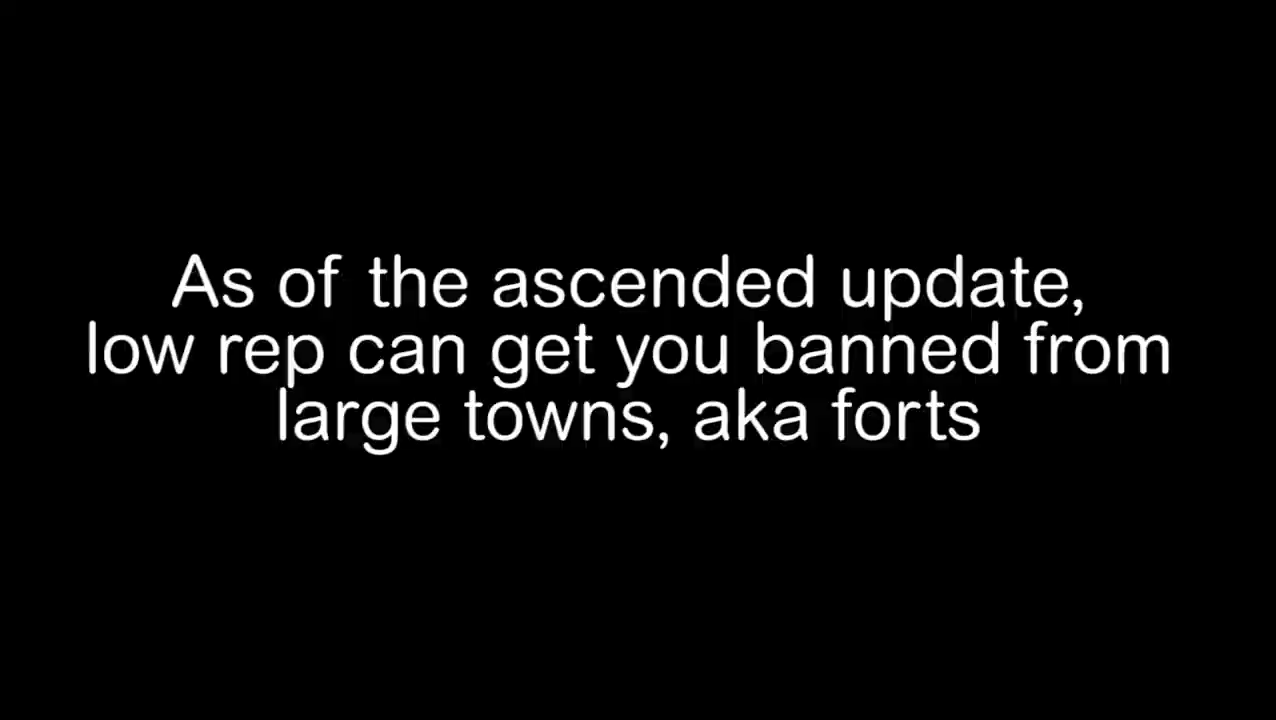 As of the ascended update,
low rep can get you banned from
large towns, aka forts